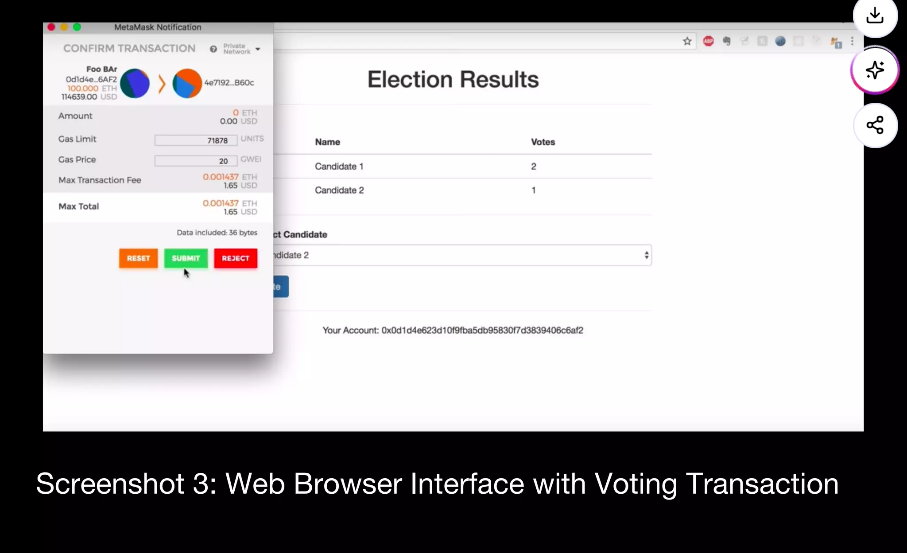 MetaMask Notification
CONFIRM TRANSACTION
Private
Network
Foo BAr
0d1d4e...6AF2
100.000 ETH
114639.00 USD
4e7192...B60c
Amount
0 ETH
0.00 USD
Gas Limit
71878 UNITS
Gas Price
20 GWEI
Max Transaction Fee
0.001437 ETH
1.65 USD
Max Total
0.001437 ETH
1.65 USD
Data included: 36 bytes
RESET SUBMIT REJECT
Election Results
Name Votes
Candidate 1 2
Candidate 2 1
ct Candidate
ndidate 2
te
Your Account: 0x0d1d4e623d10f9fba5db95830f7d3839406c6af2
ABP
1
Screenshot 3: Web Browser Interface with Voting Transaction